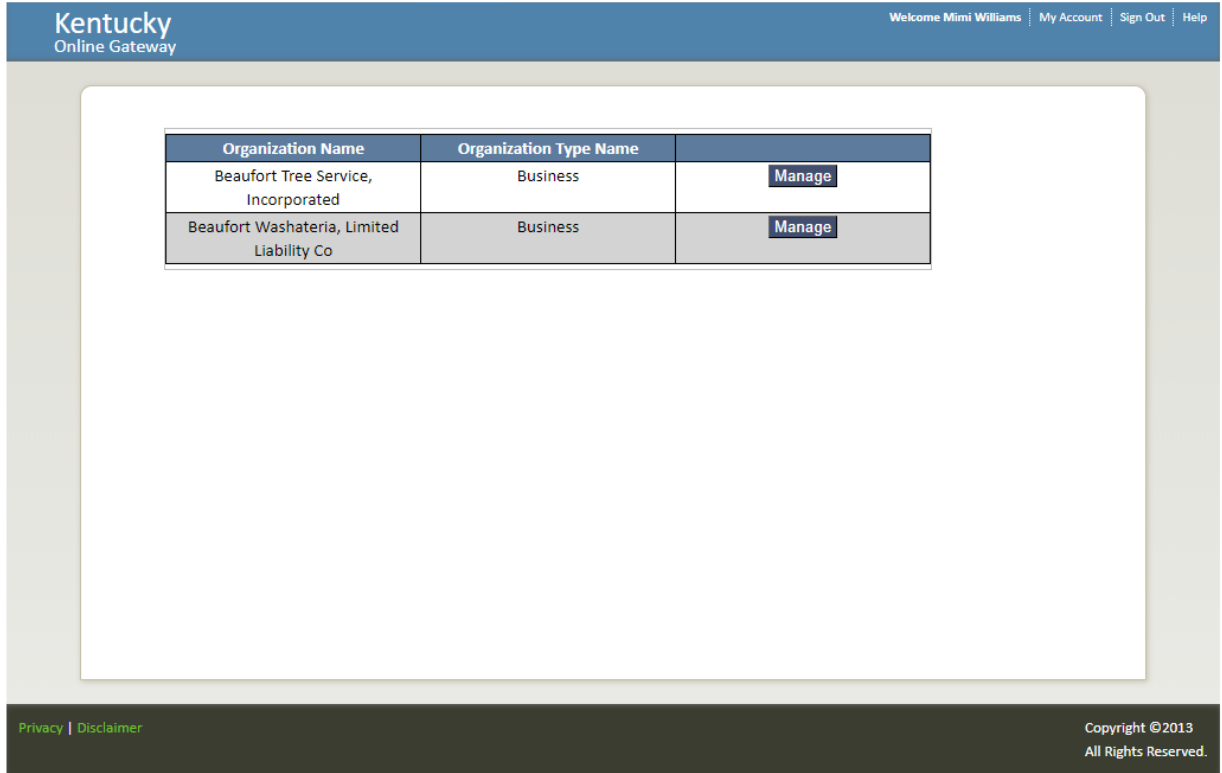 Kentucky
Online Gateway
Welcome Mimi Williams My Account Sign Out Help
Organization Name Organization Type Name
Beaufort Tree Service, Business Manage
Incorporated
Beaufort Washateria, Limited Business Manage
Liability Co
Privacy | Disclaimer
Copyright ©2013
All Rights Reserved.